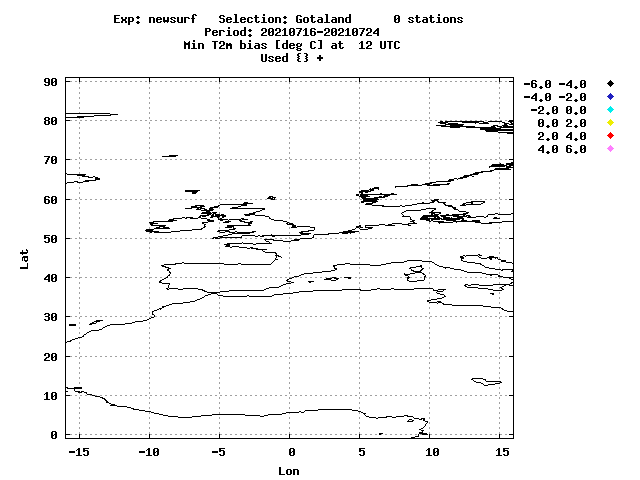 Exp: newsurf   Selection: Gotaland      0 stations
Period: 20210716-20210724
Min T2m bias [deg C] at  12 UTC
Used {} +
-6.0 -4.0
-4.0 -2.0
-2.0 0.0
0.0 2.0
2.0 4.0
4.0 6.0
90
80
70
60
50
40
30
20
10
0
Lat
-15 -10 -5 0 5 10 15
Lon